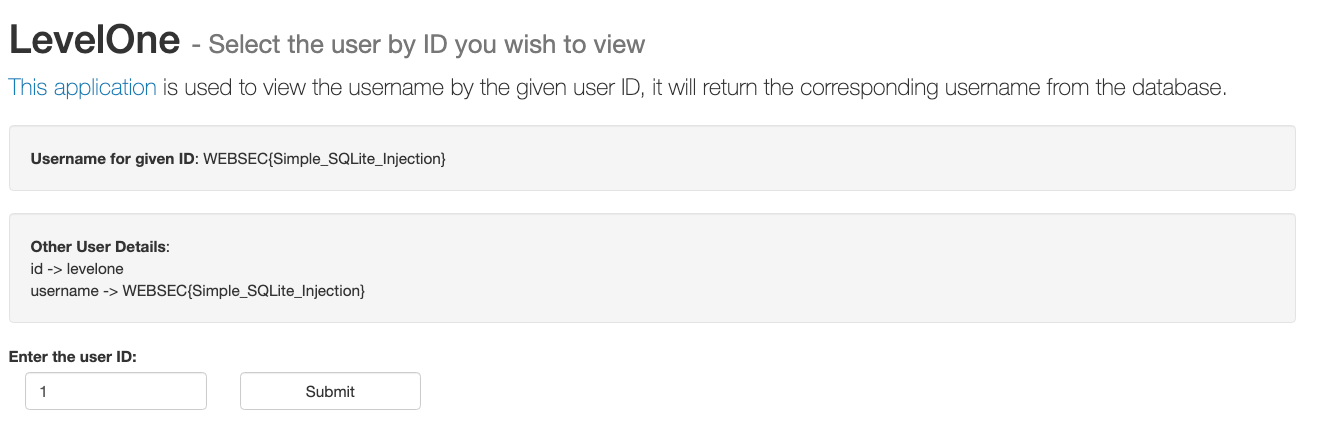 LevelOne - Select the user by ID you wish to view
This application is used to view the username by the given user ID, it will return the corresponding username from the database.
Username for given ID: WEBSEC{Simple_SQLite_Injection}
Other User Details:
id -> levelone
username -> WEBSEC{Simple_SQLite_Injection}
Enter the user ID:
1 Submit